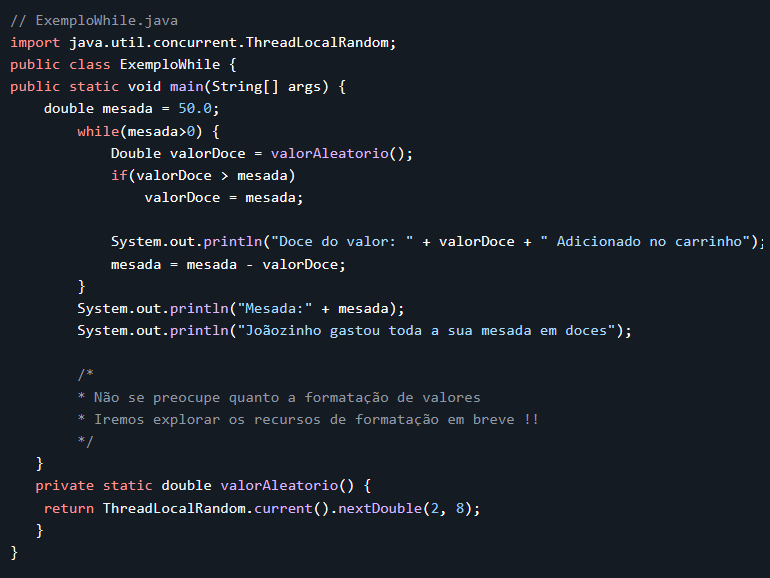 // ExemploWhile.java
import java.util.concurrent.ThreadLocalRandom;
public class ExemploWhile {
public static void main(String[] args) {
    double mesada = 50.0;
        while(mesada>0) {
            Double valorDoce = valorAleatorio();
            if(valorDoce > mesada)
                valorDoce = mesada;

            System.out.println("Doce do valor: " + valorDoce + " Adicionado no carrinho");
            mesada = mesada - valorDoce;
        }
        System.out.println("Mesada:" + mesada);
        System.out.println("Joãozinho gastou toda a sua mesada em doces");

        /*
        * Não se preocupe quanto a formatação de valores
        * Iremos explorar os recursos de formatação em breve !!
        */
   }
   private static double valorAleatorio() {
    return ThreadLocalRandom.current().nextDouble(2, 8);
   }
}